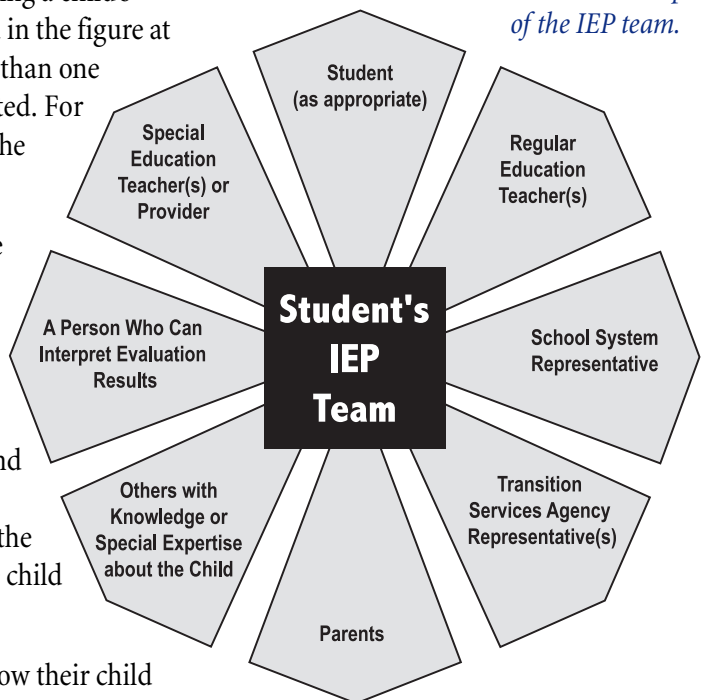 ing a child's
in the figure at
than one
ted. For
he
e
nd
the
child
ow their child
of the IEP team.
Student
(as appropriate)
Regular
Education
Teacher(s)
School System
Representative
Transition
Services Agency
Representative(s)
Parents
Others with
Knowledge or
Special Expertise
about the Child
A Person Who Can
Interpret Evaluation
Results
Special
Education
Teacher(s) or
Provider
Student's
IEP
Team